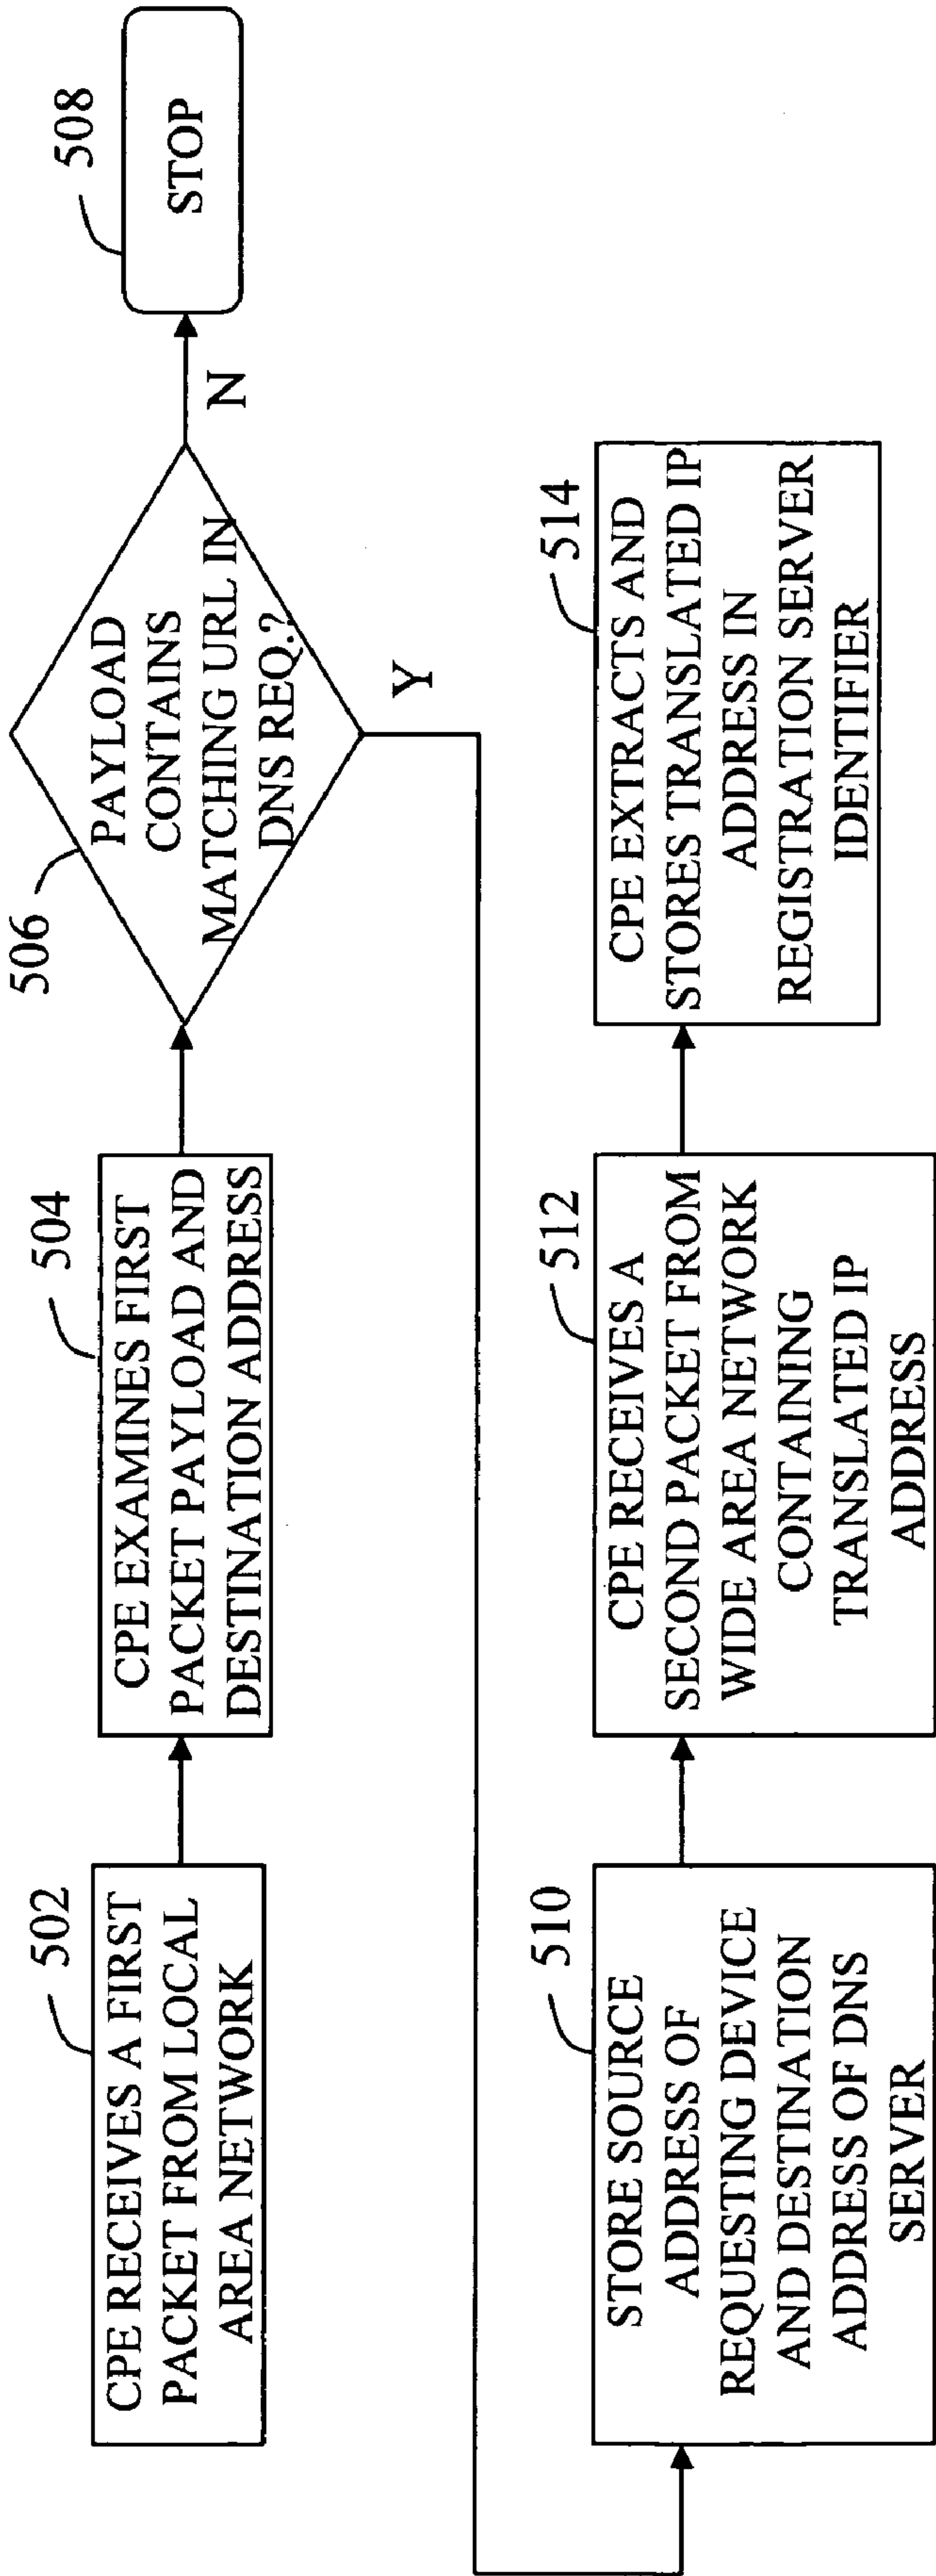 502
CPE RECEIVES A FIRST
PACKET FROM LOCAL
AREA NETWORK
504
CPE EXAMINES FIRST
PACKET PAYLOAD AND
DESTINATION ADDRESS
506
PAYLOAD
CONTAINS
MATCHING URL IN
DNS REQ.?
N
508
STOP
Y
510
STORE SOURCE
ADDRESS OF
REQUESTING DEVICE
AND DESTINATION
ADDRESS OF DNS
SERVER
512
CPE RECEIVES A
SECOND PACKET FROM
WIDE AREA NETWORK
CONTAINING
TRANSLATED IP
ADDRESS
514
CPE EXTRACTS AND
STORES TRANSLATED IP
ADDRESS IN
REGISTRATION SERVER
IDENTIFIER